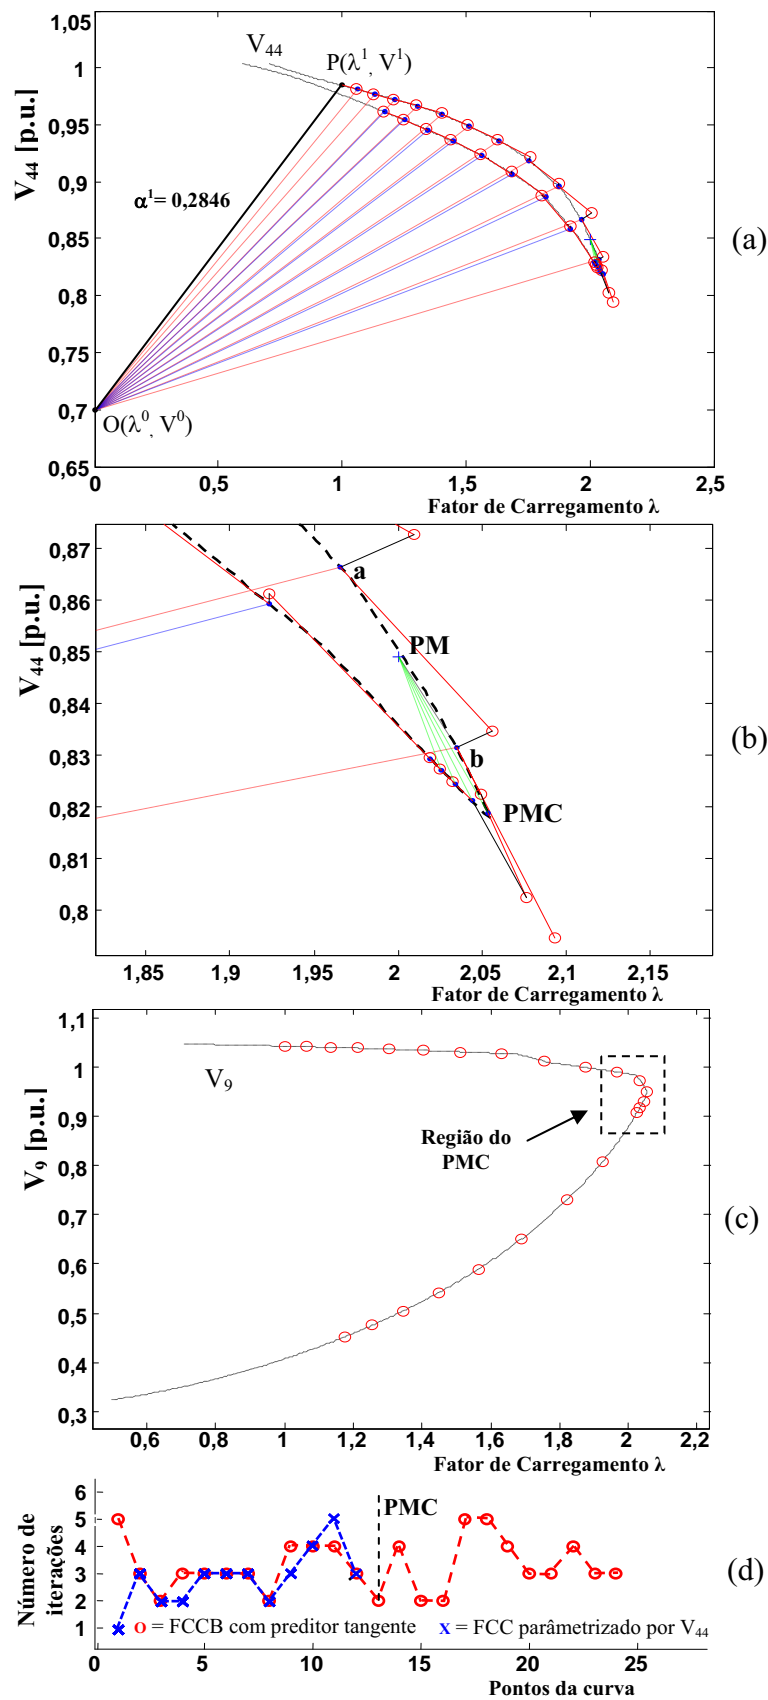 1,05
V44
P(λ1, V1)
1
0,95
V44 [p.u.]
0,9
α1= 0,2846
0,85
(a)
0,8
0,75
0,7
O(λ0, V0)
0,65
0
0,5
1
1,5
2
2,5
Fator de Carregamento λ
0,87
a
0,86
V44 [p.u.]
PM
0,85
0,84
(b)
0,83
b
0,82
PMC
0,81
0,8
1,85
1,9
1,95
2
2,05
2,1
2,15
Fator de Carregamento λ
1,1
1
V9
0,9
V9 [p.u.]
Região do
PMC
0,8
0,7
(c)
0,6
0,5
0,4
0,3
0,6
0,8
1
1,2
1,4
1,6
1,8
2
2,2
Fator de Carregamento λ
6
PMC
5
Número de
iterações
4
3
(d)
2
1
o = FCCB com preditor tangente
x = FCC parâmetrizado por V44
0
5
10
15
20
25
Pontos da curva